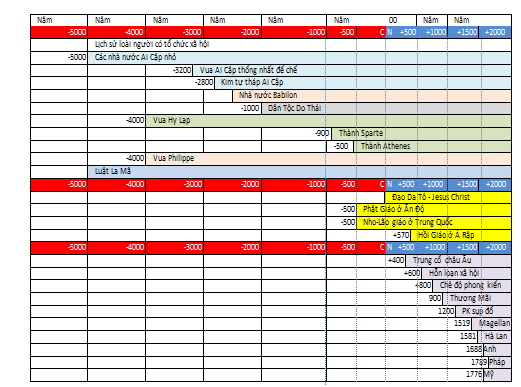 Năm Năm Năm Năm Năm 00 Năm Năm
-5000 -4000 -3000 -2000 -1000 -500 C N +500 +1000 +1500 +2000
Lịch sử loài người có tổ chức xã hội
-5000 Các nhà nước Ai Cập nhỏ
-3200 Vua Ai Cập thống nhất đế chế
-2800 Kim tự tháp Ai Cập
Nhà nước Babilon
-1000 Dân Tộc Do Thái
-4000 Vua Hy Lạp
-900 Thành Sparte
-500 Thành Athenes
-4000 Vua Philippe
Luật La Mã
-5000 -4000 -3000 -2000 -1000 -500 C N +500 +1000 +1500 +2000
Đạo Da Tô - Jesus Christ
-500 Phật Giáo ở Ấn Độ
-500 Nho-Lão giáo ở Trung Quốc
+570 Hồi Giáo ở Á Rập
-5000 -4000 -3000 -2000 -1000 -500 C N +500 +1000 +1500 +2000
+400 Trung cổ châu Âu
+600 Hỗn loạn xã hội
+800 Chế độ phong kiến
900 Thương Mãi
1200 PK sụp đổ
1519 Magellan
1581 Hà Lan
1688 Anh
1789 Pháp
1776 Mỹ